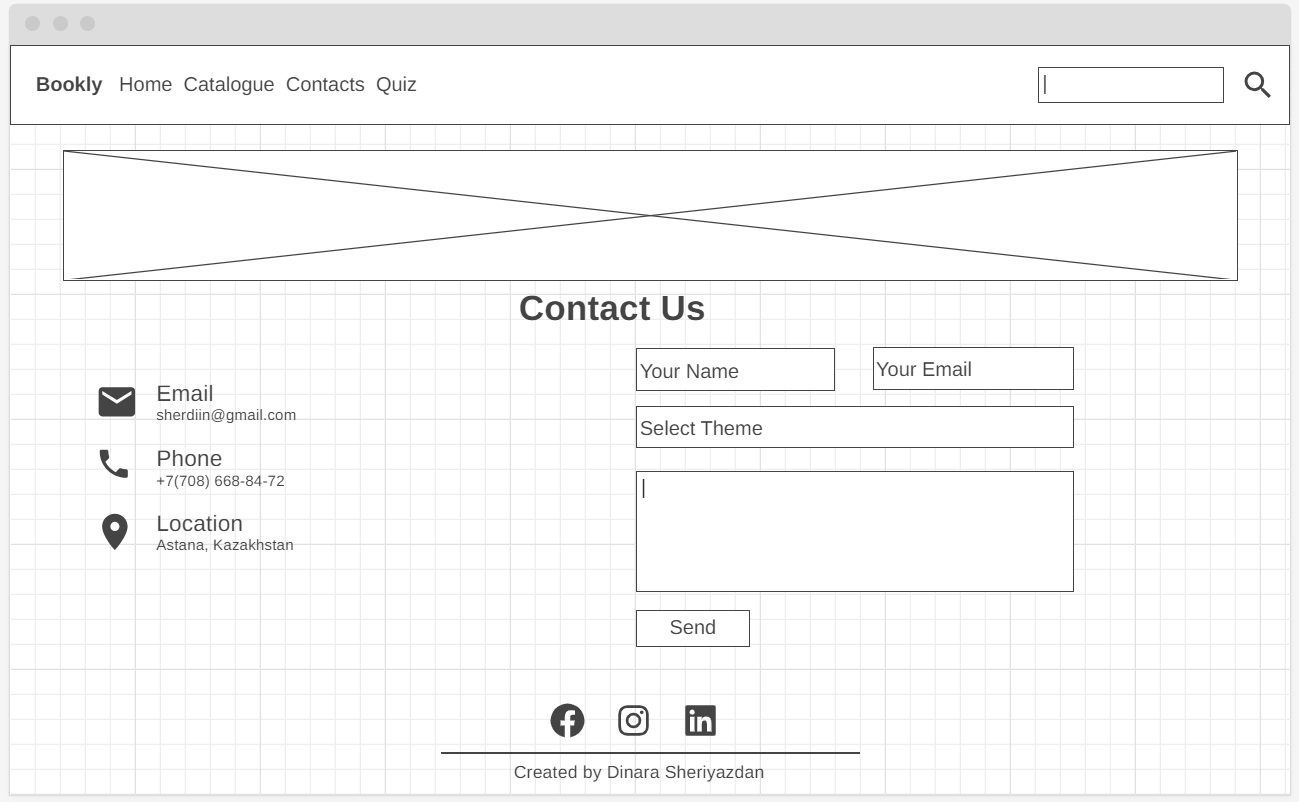 Bookly Home Catalogue Contacts Quiz
Contact Us
Email
sherdiin@gmail.com
Phone
+7(708) 668-84-72
Location
Astana, Kazakhstan
Your Name Your Email
Select Theme
Send
Created by Dinara Sheriyazdan